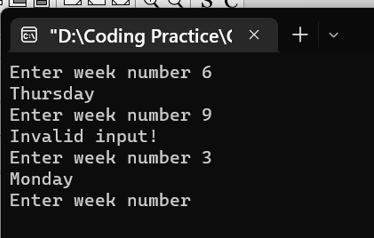 "D:\Coding Practice\C
Enter week number 6
Thursday
Enter week number 9
Invalid input!
Enter week number 3
Monday
Enter week number